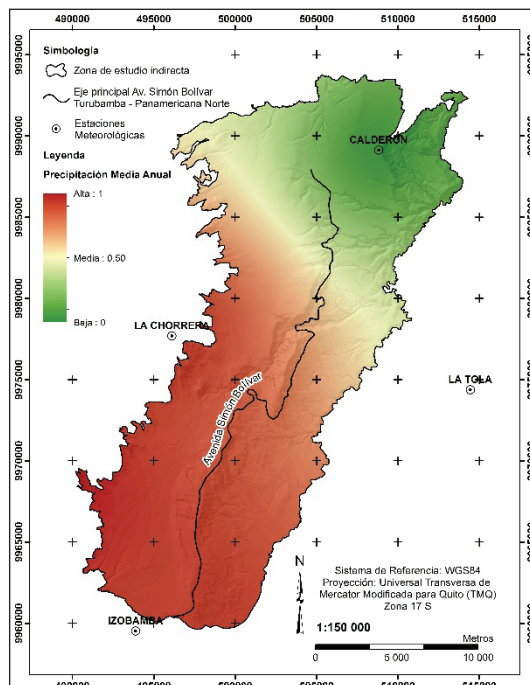 490000 495000 500000 505000 510000 515000
9995000
9990000
9985000
9980000
9975000
9970000
9965000
9960000
Simbología
Zona de estudio indirecta
Eje principal Av. Simón Bolívar
Turubamba - Panamericana Norte
Estaciones
Meteorológicas
Leyenda
Precipitación Media Anual
Alta : 1
Media : 0.50
Baja : 0
CALDERÓN
LA CHORRERA
LA TOLA
Avenida Simón Bolívar
IZOBAMBA
N
Sistema de Referencia: WGS84
Proyección: Universal Transversa de
Mercator Modificada para Quito (TMQ)
Zona 17 S
1:150 000
Metros
0 5 000 10 000